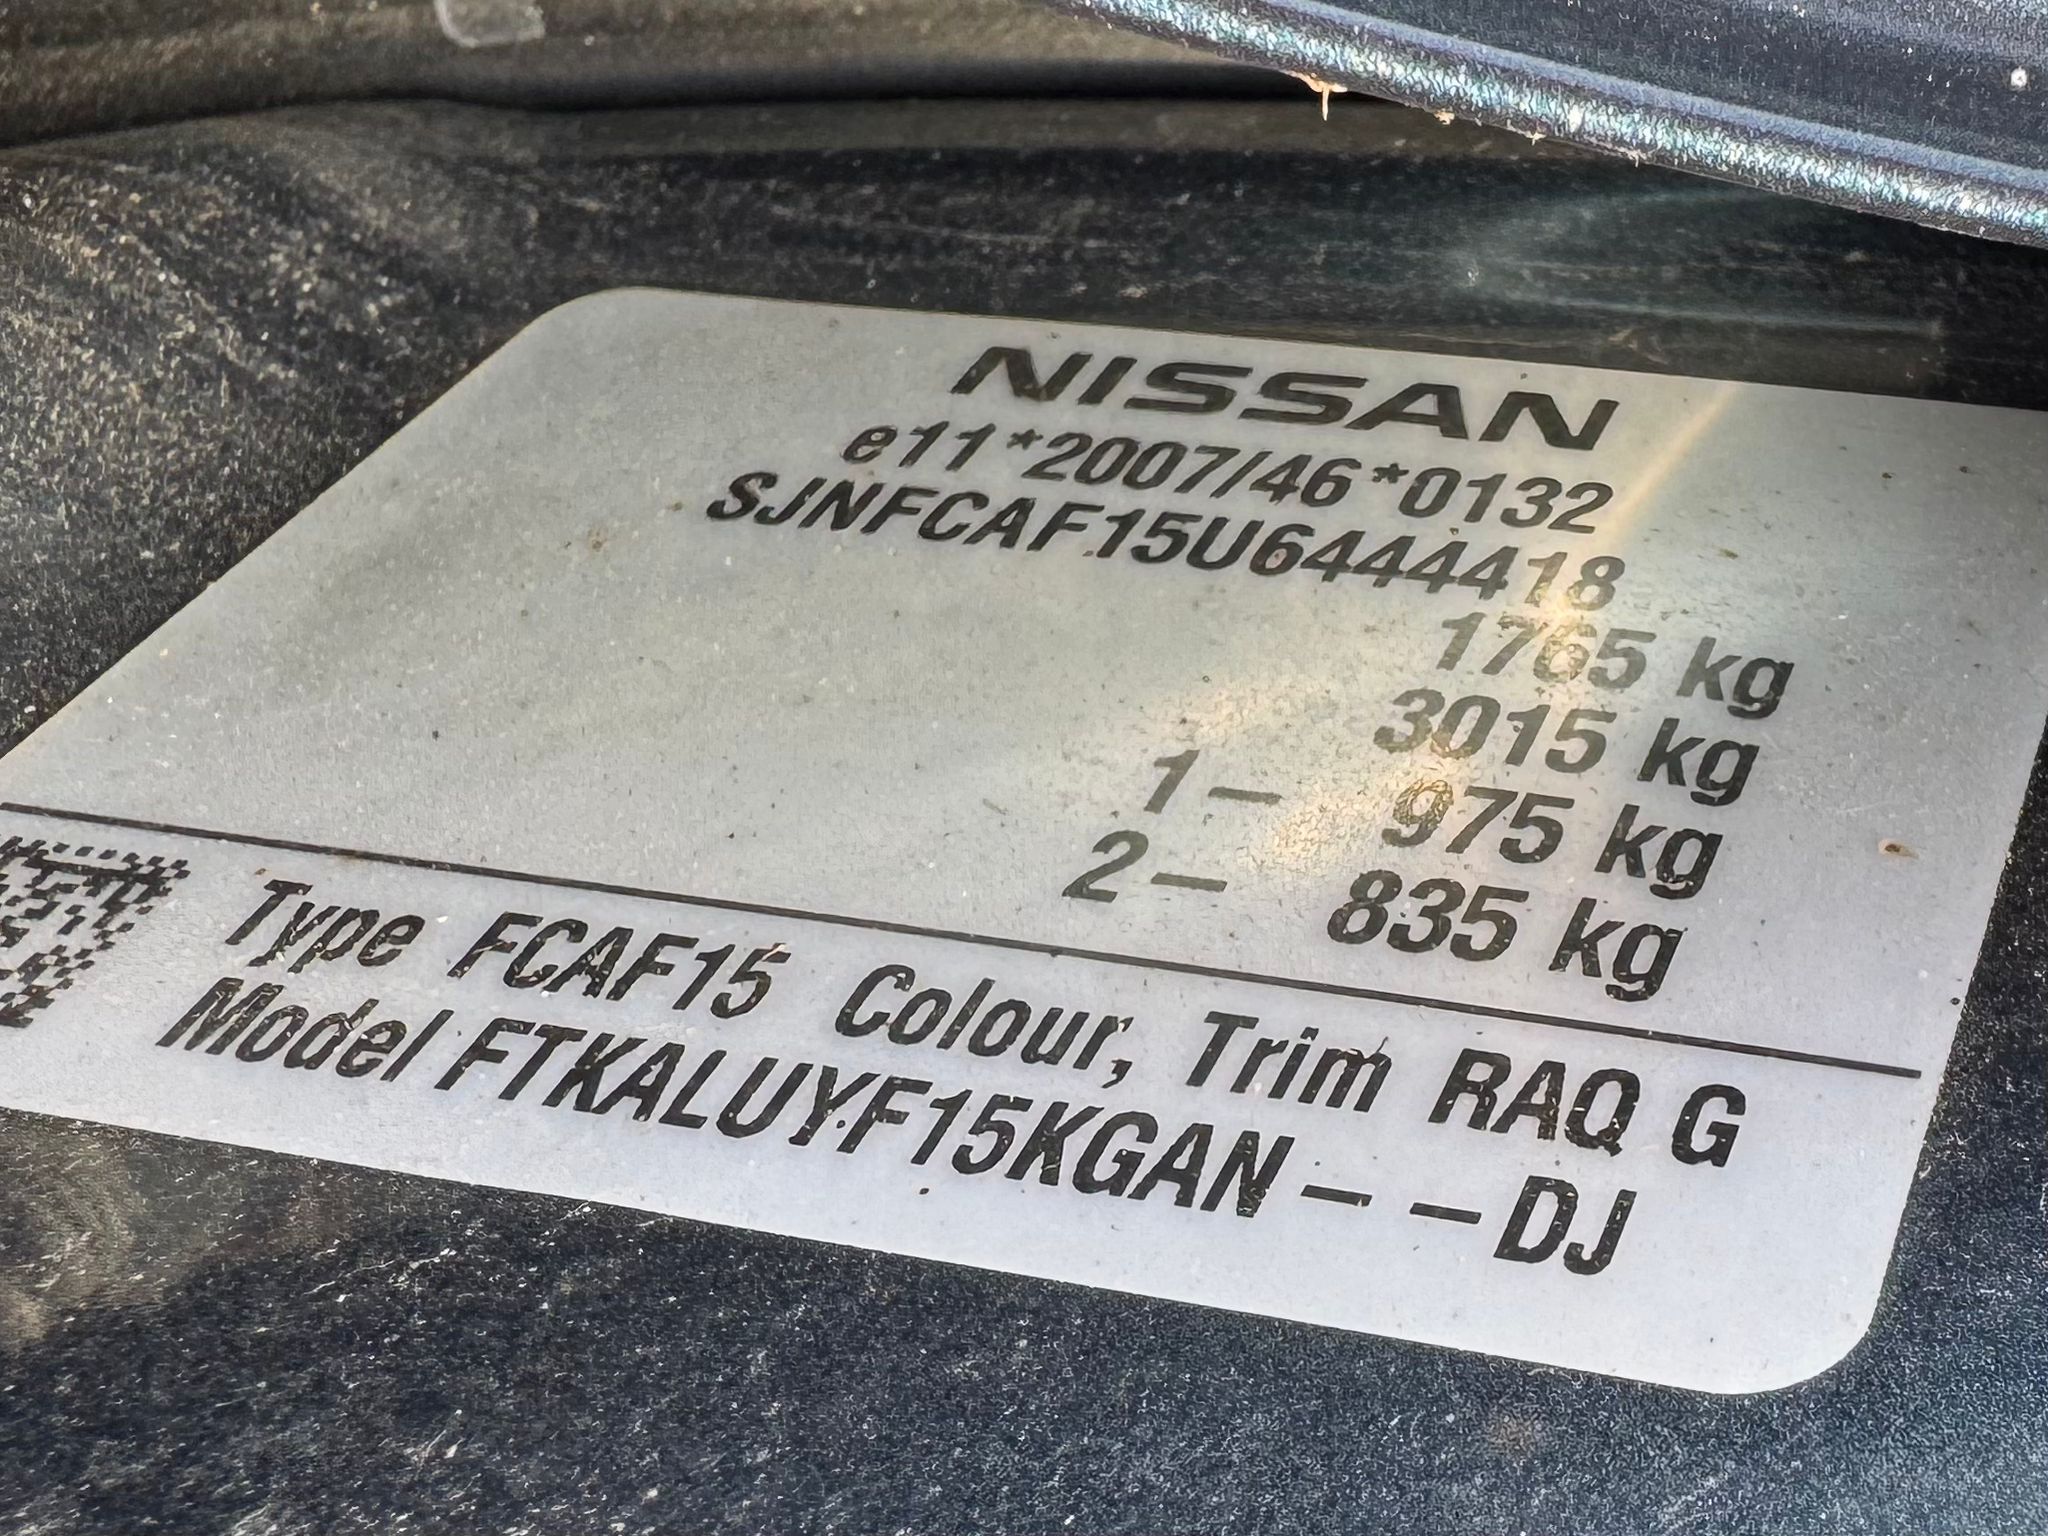 NISSAN
e11*2007/46*0132
SJNFCAF15U6444418
1765 kg
3015 kg
1- 975 kg
2- 835 kg
Type FCAF15 Colour, Trim RAQ G
Model FTKALUYF15KGAN--DJ